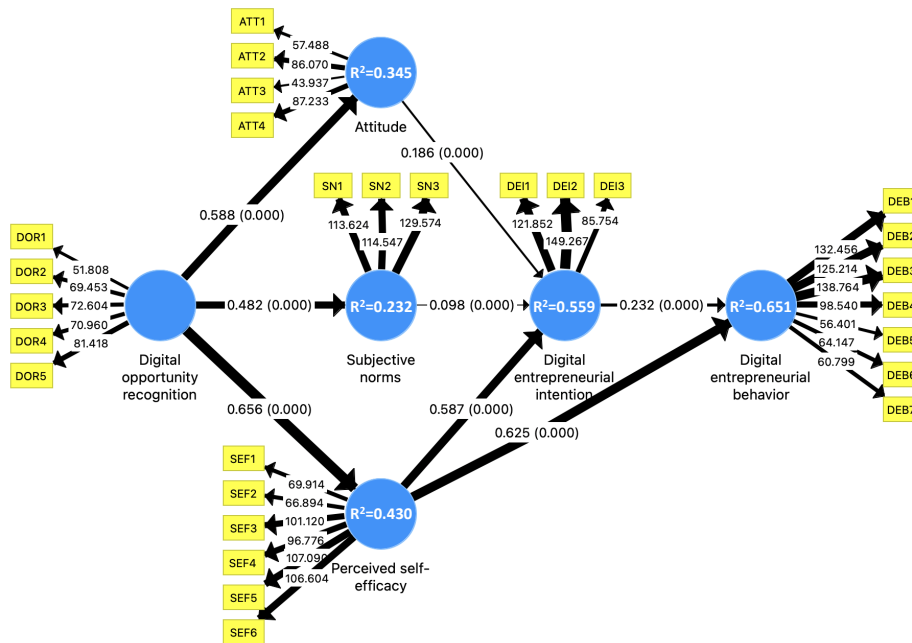 ATT1
ATT2
ATT3
ATT4
57.488
86.070
43.937
87.233
R²=0.345
Attitude
0.186 (0.000)
SN1
SN2
SN3
113.624
114.547
129.574
DEI1
DEI2
DEI3
121.852
149.267
85.754
DEB1
DEB2
DEB3
DEB4
DEB5
DEB6
DEB7
132.456
125.214
138.764
98.540
56.401
64.147
60.799
0.588 (0.000)
DOR1
DOR2
DOR3
DOR4
DOR5
51.808
69.453
72.604
70.960
81.418
Digital
opportunity
recognition
0.482 (0.000)
R²=0.232
Subjective
norms
0.098 (0.000)
R²=0.559
Digital
entrepreneurial
intention
0.232 (0.000)
R²=0.651
Digital
entrepreneurial
behavior
0.656 (0.000)
0.587 (0.000)
0.625 (0.000)
SEF1
SEF2
SEF3
SEF4
SEF5
SEF6
69.914
66.894
101.120
96.776
107.090
106.604
R²=0.430
Perceived self-
efficacy